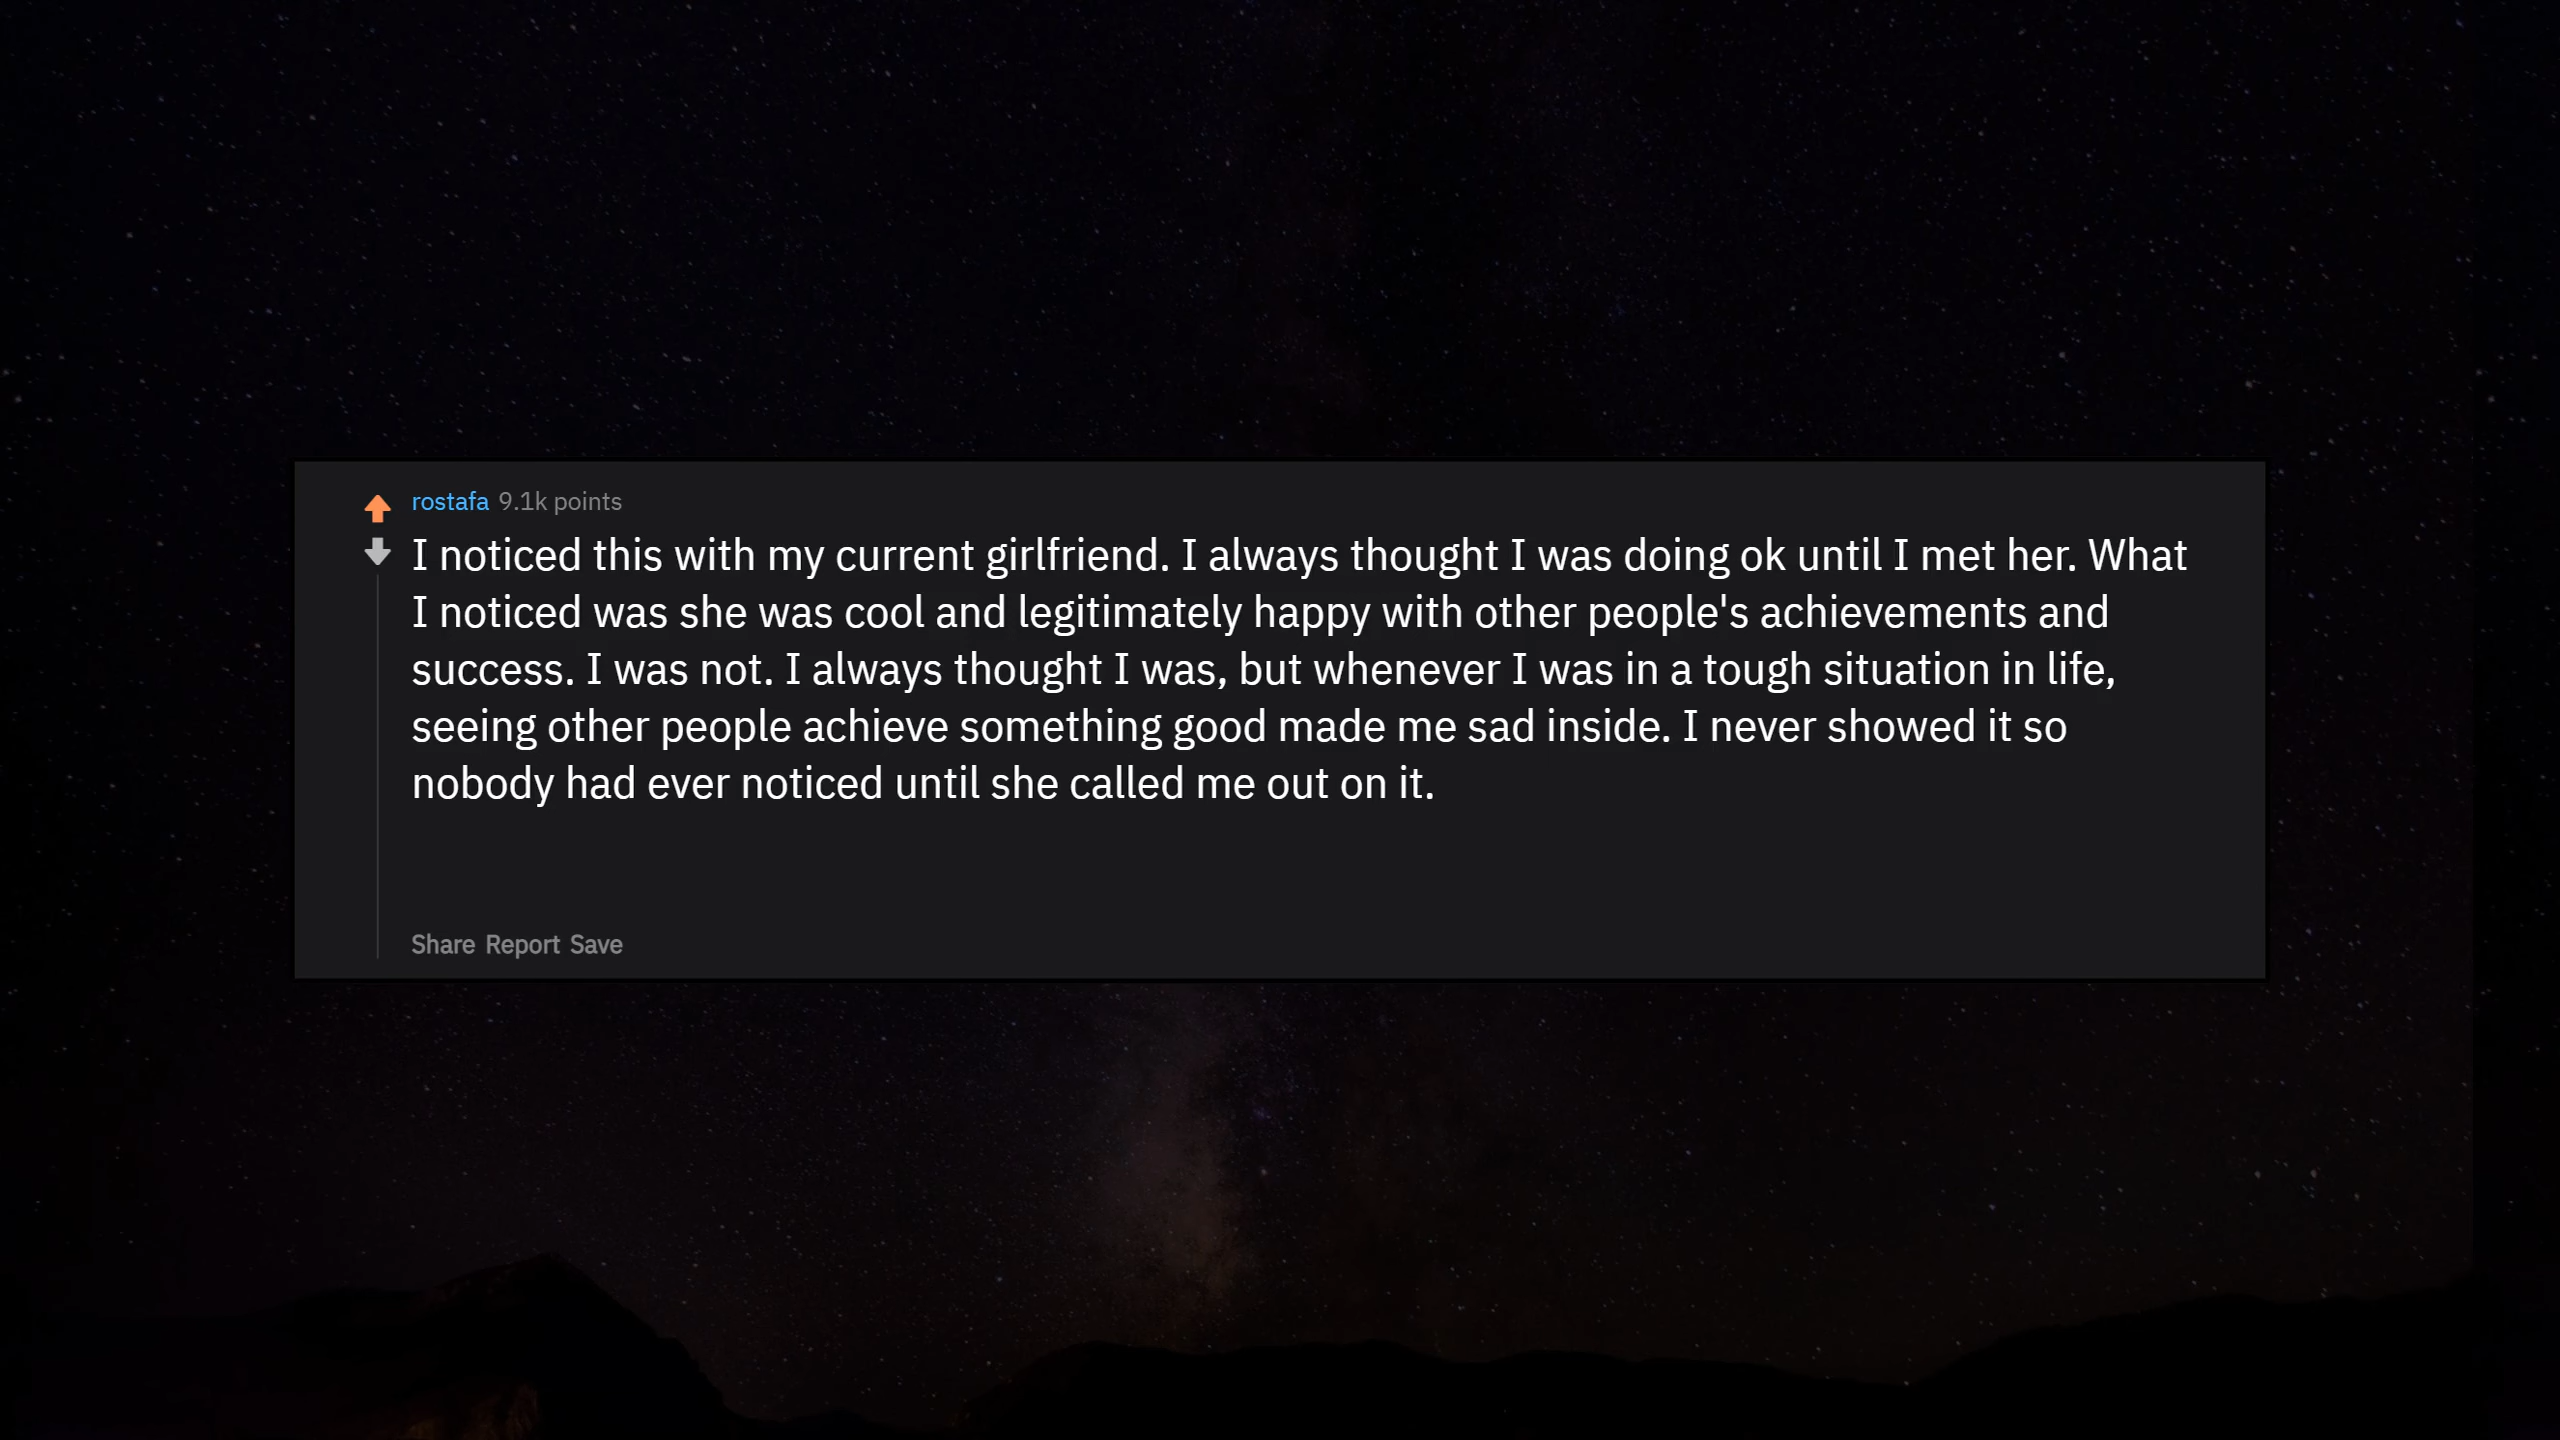 rostafa 9.1k points
I noticed this with my current girlfriend. I always thought I was doing ok until I met her. What
I noticed was she was cool and legitimately happy with other people's achievements and
success. I was not. I always thought I was, but whenever I was in a tough situation in life,
seeing other people achieve something good made me sad inside. I never showed it so
nobody had ever noticed until she called me out on it.
Share Report Save